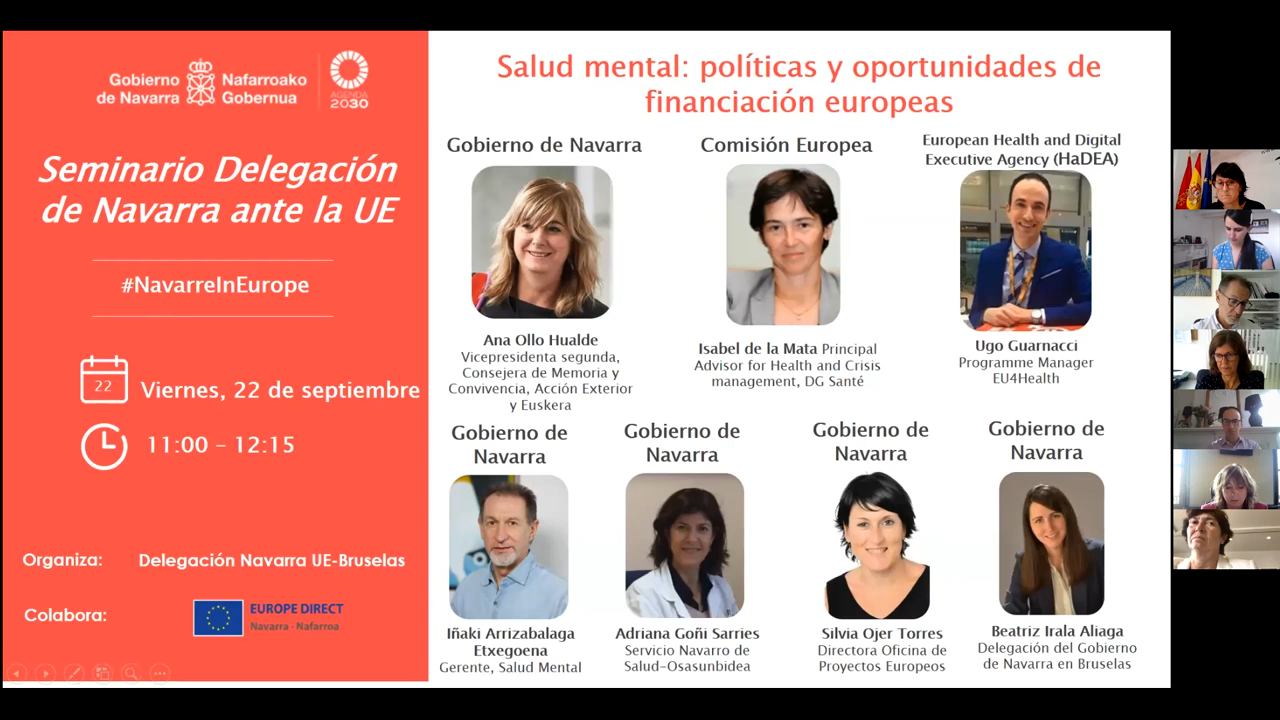 Gobierno
de Navarra
Nafarroako
Gobernua
AGENDA
2030
Seminario Delegación
de Navarra ante la UE
#NavarreInEurope
22
Viernes, 22 de septiembre
11:00 – 12:15
Organiza: Delegación Navarra UE-Bruselas
Colabora:
EUROPE DIRECT
Navarra - Nafarroa
Salud mental: políticas y oportunidades de
financiación europeas
Gobierno de Navarra
Ana Ollo Hualde
Vicepresidenta segunda,
Consejera de Memoria y
Convivencia, Acción Exterior
y Euskera
Comisión Europea
Isabel de la Mata Principal
Advisor for Health and Crisis
management, DG Santé
European Health and Digital
Executive Agency (HaDEA)
Ugo Guarnacci
Programme Manager
EU4Health
Gobierno de
Navarra
Iñaki Arrizabalaga
Etxegoena
Gerente, Salud Mental
Gobierno de
Navarra
Adriana Goñi Sarries
Servicio Navarro de
Salud-Osasunbidea
Gobierno de
Navarra
Silvia Ojer Torres
Directora Oficina de
Proyectos Europeos
Gobierno de
Navarra
Beatriz Irala Aliaga
Delegación del Gobierno
de Navarra en Bruselas